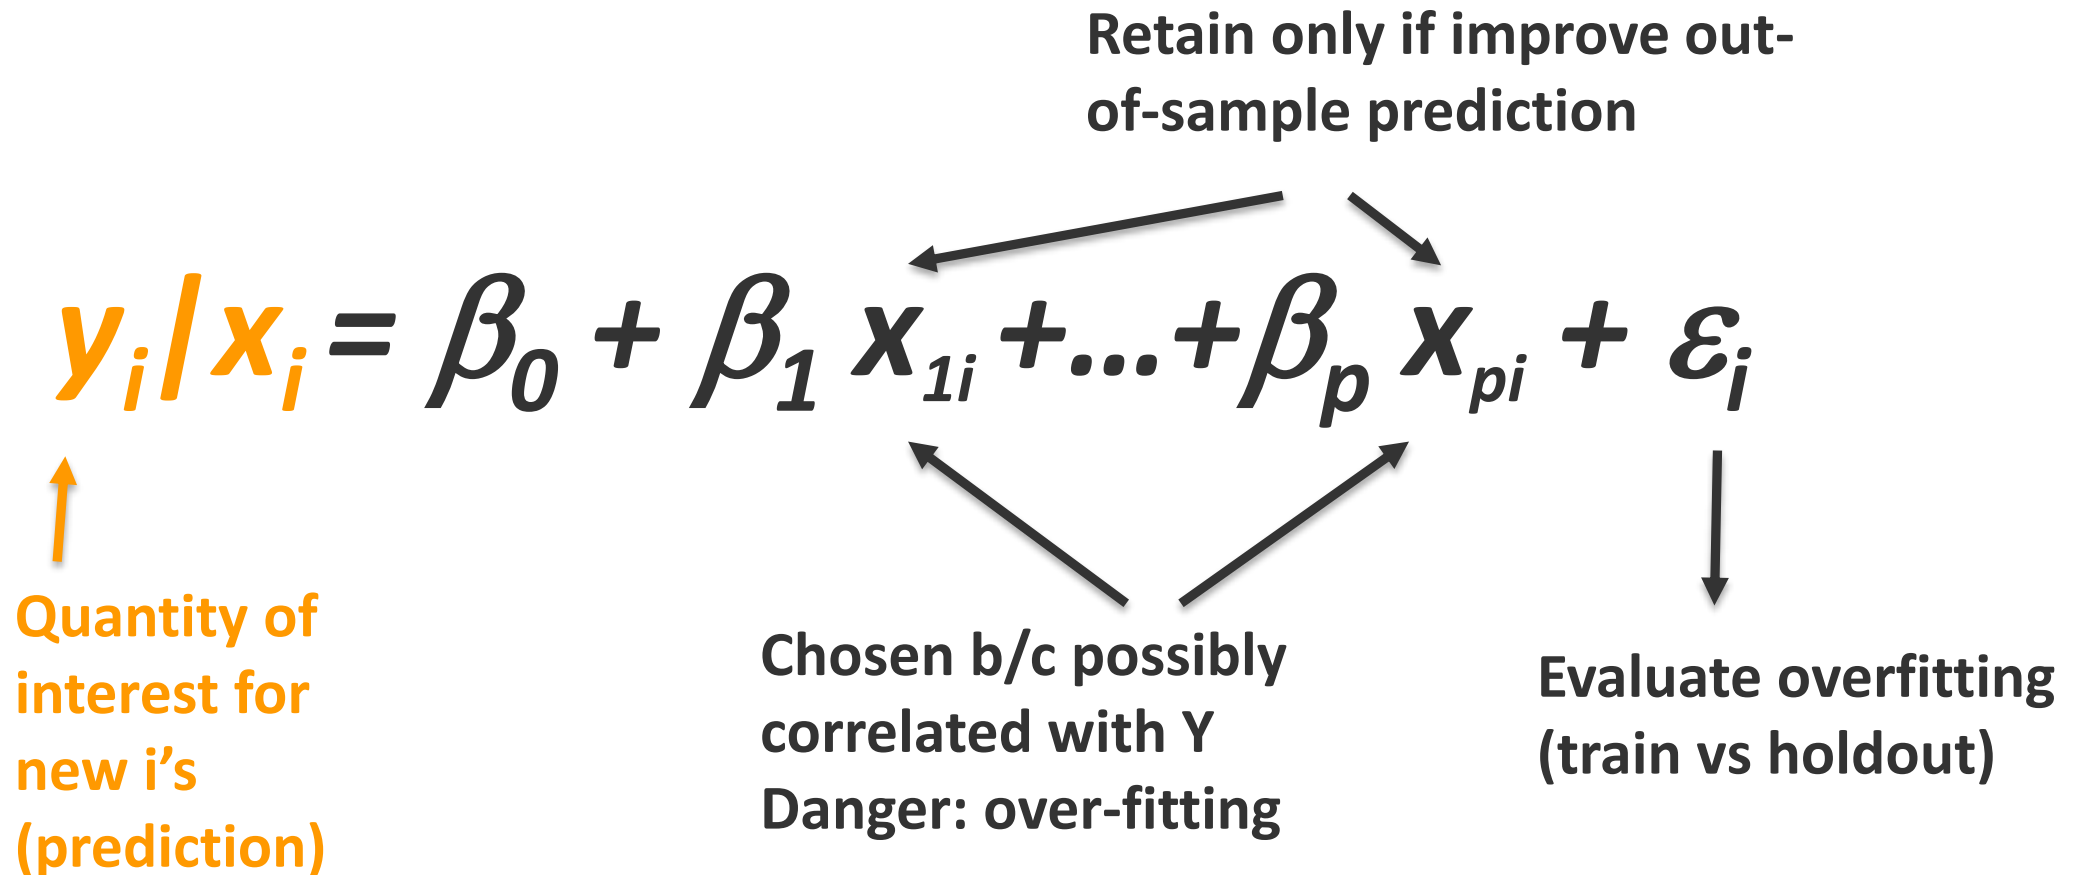 Retain only if improve out-
of-sample prediction
yᵢ|xᵢ = β₀ + β₁ x₁ᵢ +…+βₚ xₚᵢ + εᵢ
Quantity of
interest for
new i’s
(prediction)
Chosen b/c possibly
correlated with Y
Danger: over-fitting
Evaluate overfitting
(train vs holdout)